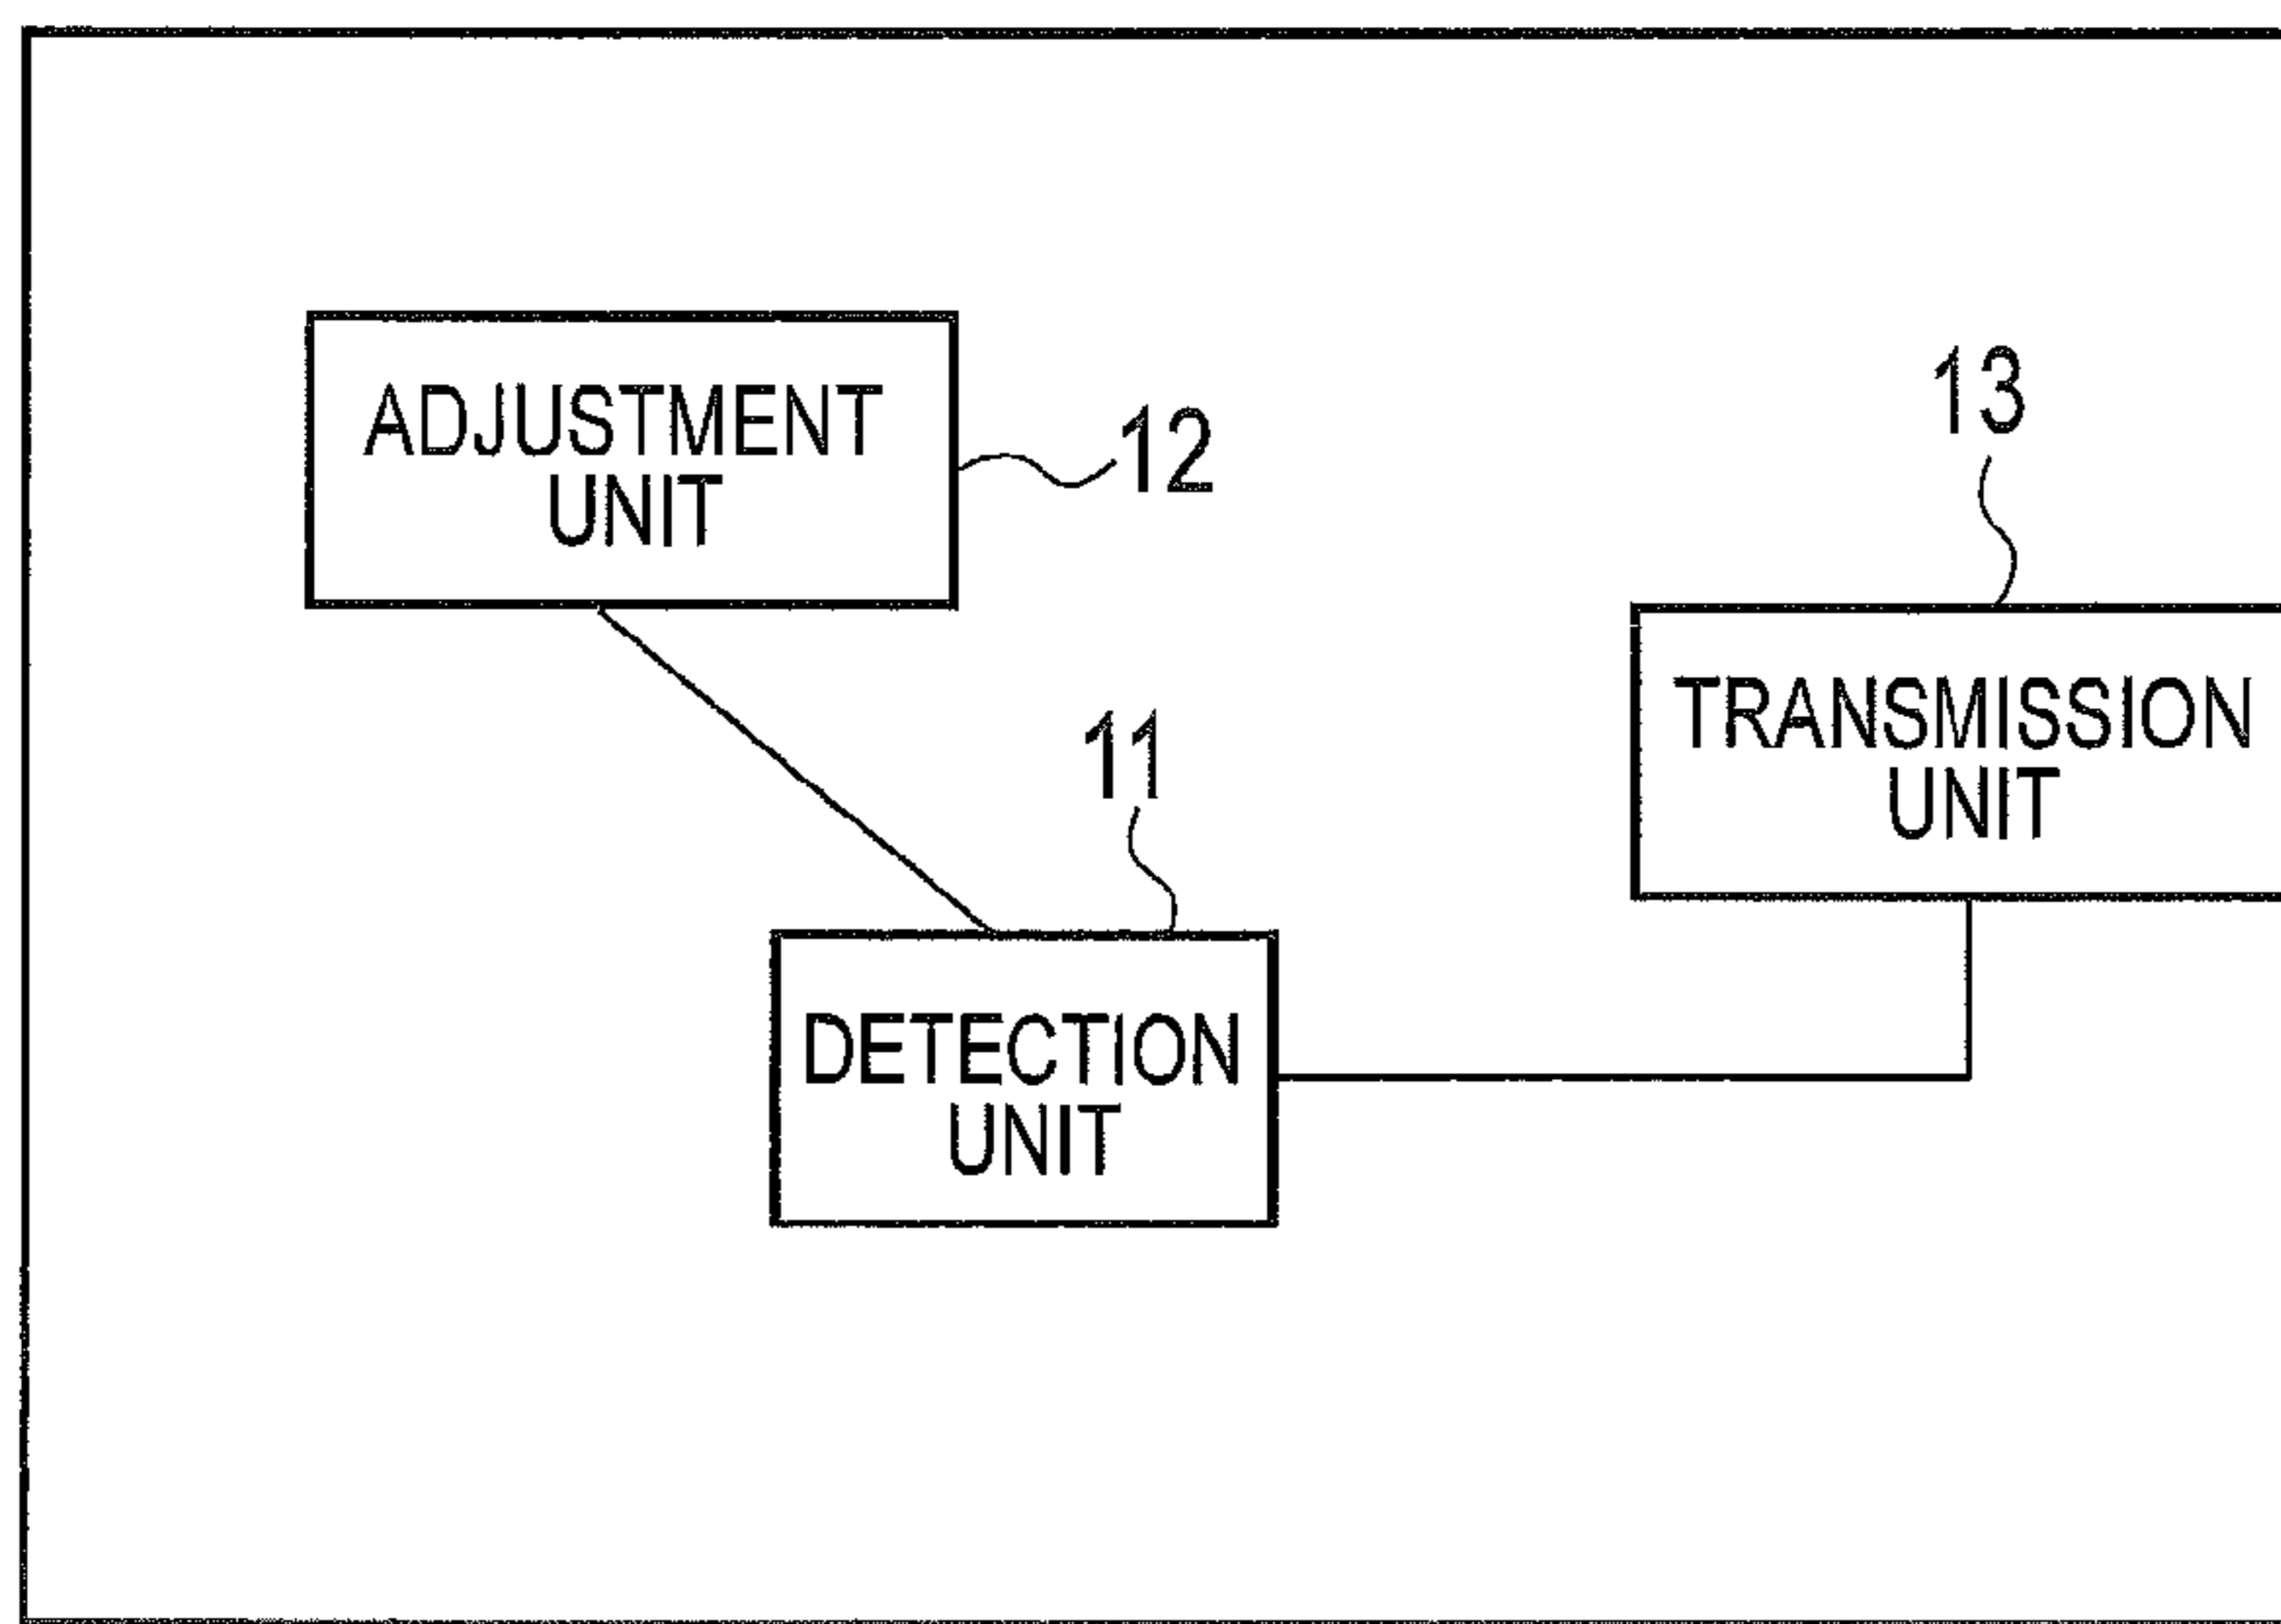 ADJUSTMENT
UNIT
12
13
11
TRANSMISSION
UNIT
DETECTION
UNIT